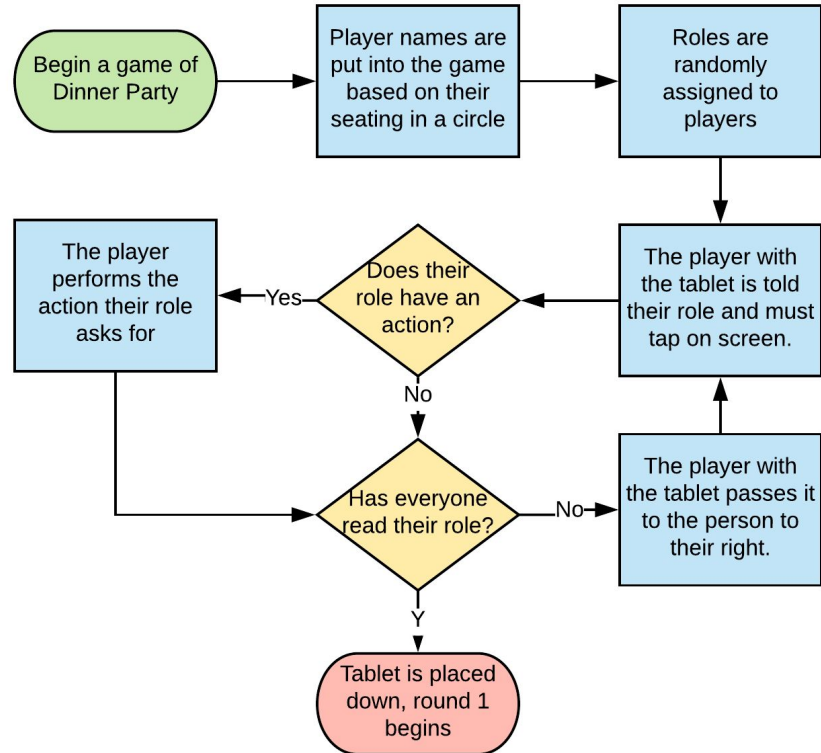 Begin a game of
Dinner Party
Player names are
put into the game
based on their
seating in a circle
Roles are
randomly
assigned to
players
The player with
the tablet is told
their role and must
tap on screen.
Does their
role have an
action?
Yes
The player
performs the
action their role
asks for
No
Has everyone
read their role?
No
The player with
the tablet passes it
to the person to
their right.
Y
Tablet is placed
down, round 1
begins